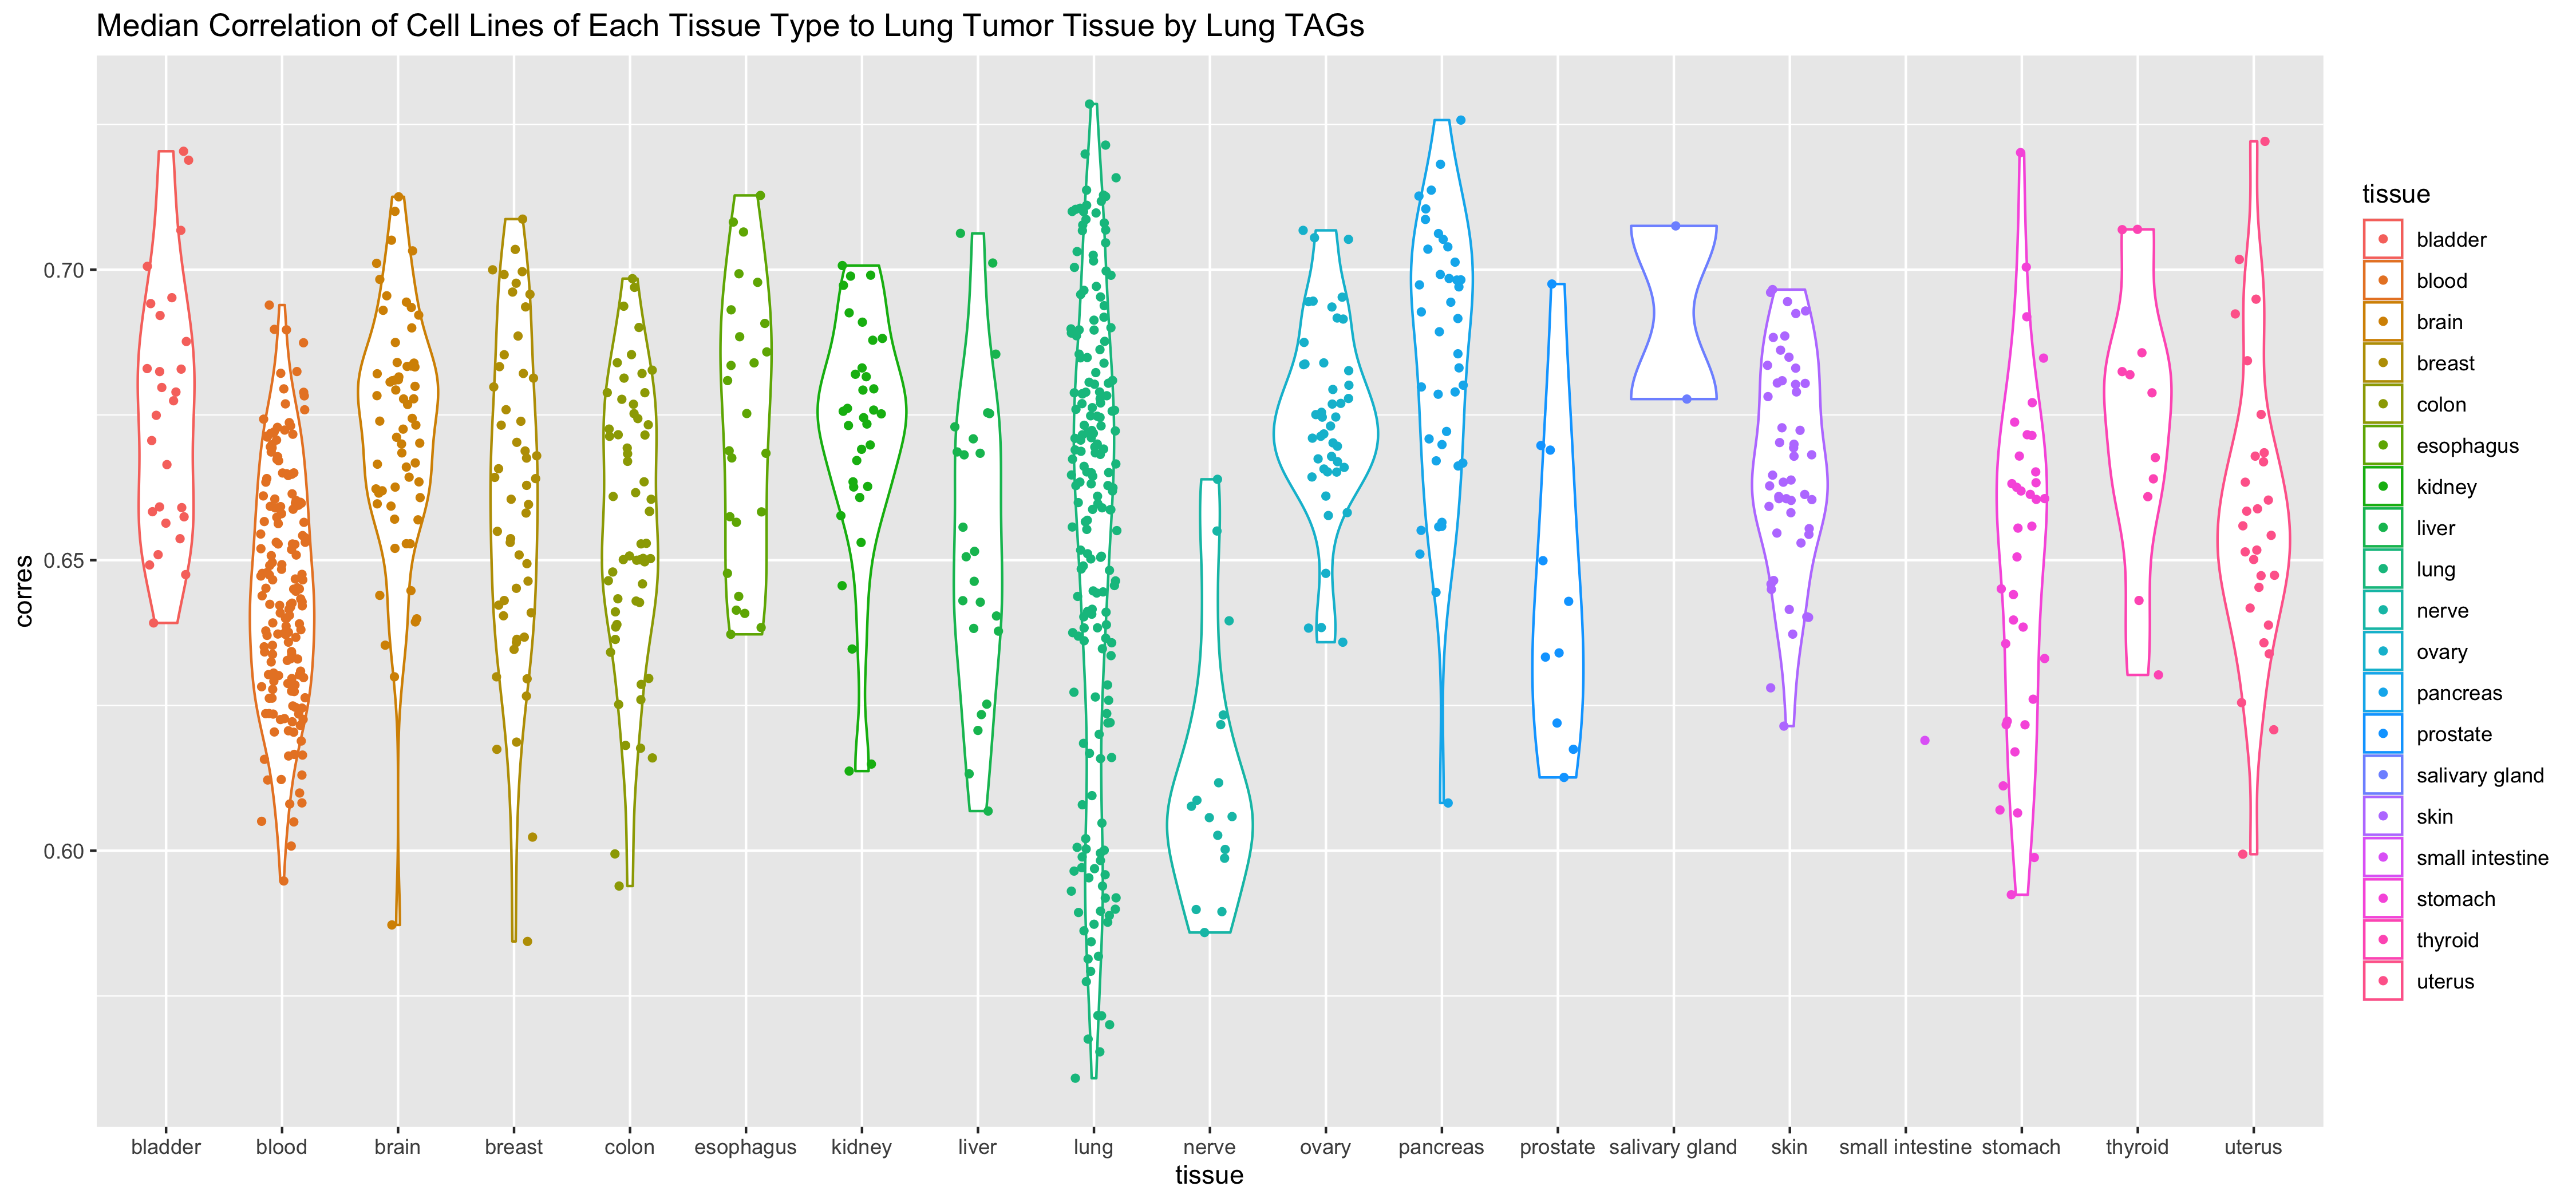 Median Correlation of Cell Lines of Each Tissue Type to Lung Tumor Tissue by Lung TAGs
corres
0.70
0.65
0.60
bladder blood brain breast colon esophagus kidney liver lung nerve ovary pancreas prostate salivary gland skin small intestine stomach thyroid uterus
tissue
tissue
bladder
blood
brain
breast
colon
esophagus
kidney
liver
lung
nerve
ovary
pancreas
prostate
salivary gland
skin
small intestine
stomach
thyroid
uterus